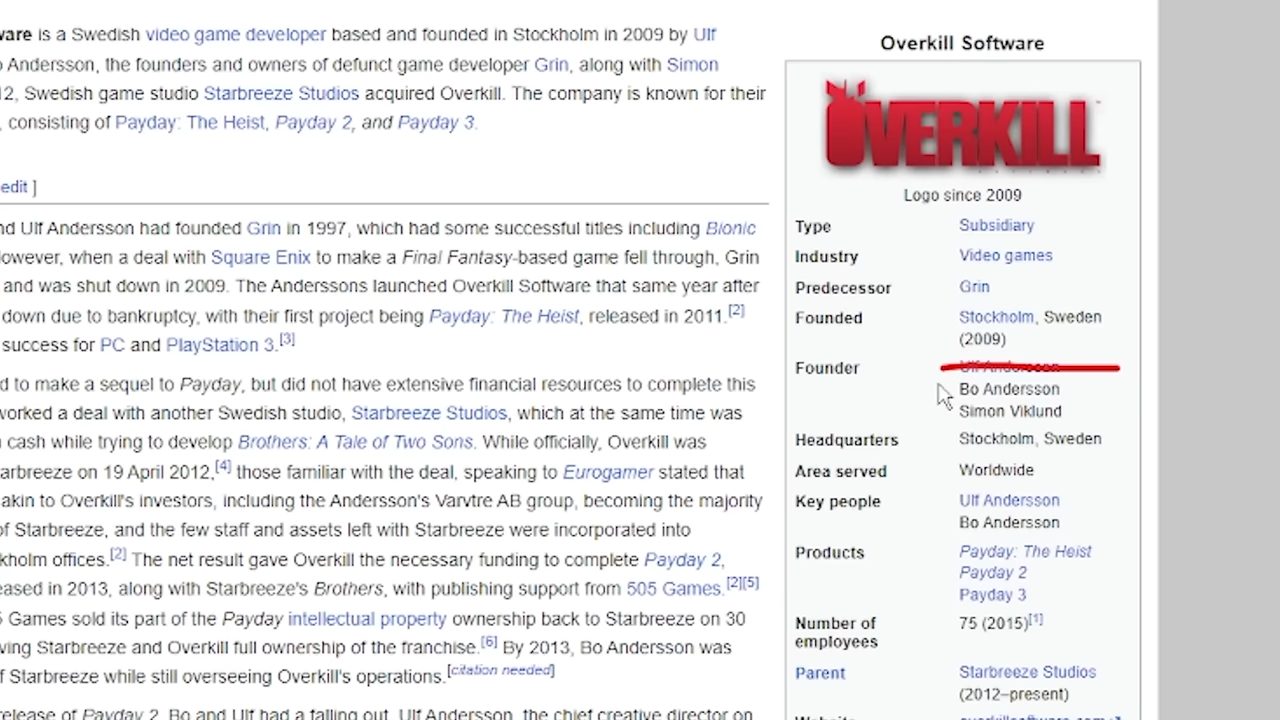 ware is a Swedish video game developer based and founded in Stockholm in 2009 by Ulf
o Andersson, the founders and owners of defunct game developer Grin, along with Simon
12, Swedish game studio Starbreeze Studios acquired Overkill. The company is known for their
, consisting of Payday: The Heist, Payday 2, and Payday 3.
edit ]
nd Ulf Andersson had founded Grin in 1997, which had some successful titles including Bionic
However, when a deal with Square Enix to make a Final Fantasy-based game fell through, Grin
and was shut down in 2009. The Anderssons launched Overkill Software that same year after
down due to bankruptcy, with their first project being Payday: The Heist, released in 2011.[2]
success for PC and PlayStation 3.[3]
d to make a sequel to Payday, but did not have extensive financial resources to complete this
worked a deal with another Swedish studio, Starbreeze Studios, which at the same time was
cash while trying to develop Brothers: A Tale of Two Sons. While officially, Overkill was
arbreeze on 19 April 2012,[4] those familiar with the deal, speaking to Eurogamer stated that
akin to Overkill's investors, including the Andersson's Varvtre AB group, becoming the majority
of Starbreeze, and the few staff and assets left with Starbreeze were incorporated into
kholm offices.[2] The net result gave Overkill the necessary funding to complete Payday 2,
eased in 2013, along with Starbreeze's Brothers, with publishing support from 505 Games.[2][5]
5 Games sold its part of the Payday intellectual property ownership back to Starbreeze on 30
ving Starbreeze and Overkill full ownership of the franchise.[6] By 2013, Bo Andersson was
of Starbreeze while still overseeing Overkill's operations.[citation needed]
release of Payday 2, Bo and Ulf had a falling out. Ulf Andersson, the chief creative director on
Overkill Software
OVERKILL
Logo since 2009
Type Subsidiary
Industry Video games
Predecessor Grin
Founded Stockholm, Sweden
(2009)
Founder Ulf Andersson
Bo Andersson
Simon Viklund
Headquarters Stockholm, Sweden
Area served Worldwide
Key people Ulf Andersson
Bo Andersson
Products Payday: The Heist
Payday 2
Payday 3
Number of 75 (2015)[1]
employees
Parent Starbreeze Studios
(2012–present)
Website overkillsoftware.com